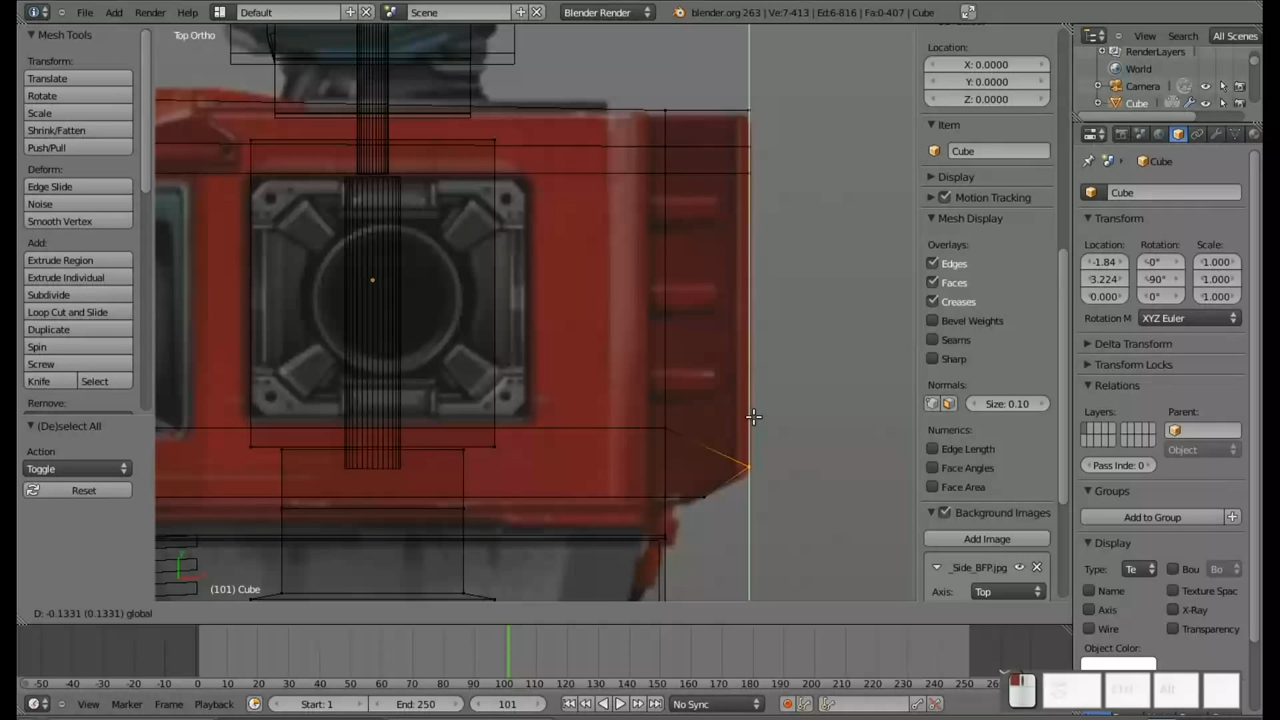 File Add Render Help Default Scene Blender Render blender.org 263 | Ve:7-413 | Ed:6-816 | Fa:0-407 | Cube View Search All Scenes
Mesh Tools
Transform:
Translate
Rotate
Scale
Shrink/Fatten
Push/Pull
Deform:
Edge Slide
Noise
Smooth Vertex
Add:
Extrude Region
Extrude Individual
Subdivide
Loop Cut and Slide
Duplicate
Spin
Screw
Knife Select
Remove:
(De)select All
Action
Toggle
Reset
Top Ortho
(101) Cube
D: -0.1331 (0.1331) global
Location:
X: 0.0000
Y: 0.0000
Z: 0.0000
Item
Cube
Display
Motion Tracking
Mesh Display
Overlays:
Edges
Faces
Creases
Bevel Weights
Seams
Sharp
Normals:
Size: 0.10
Numerics:
Edge Length
Face Angles
Face Area
Background Images
Add Image
_Side_BFP.jpg
Axis: Top
RenderLayers
World
Camera
Cube
Cube
Cube
Transform
Location: Rotation: Scale:
-1.84 -0° 1.000
3.224 -90° 1.000
0.000 0° 1.000
Rotation M XYZ Euler
Delta Transform
Transform Locks
Relations
Layers: Parent:
Object
Pass Inde: 0
Groups
Add to Group
Display
Type: Te Bou Bo
Name Texture Spac
Axis X-Ray
Wire Transparency
Object Color:
-50 -40 -30 -20 -10 0 10 20 30 40 50 60 70 80 90 100 110 120 130 140 150 160 170 180 190 200 210 220 230 240 250
View Marker Frame Playback Start: 1 End: 250 101 No Sync
Ctrl Alt